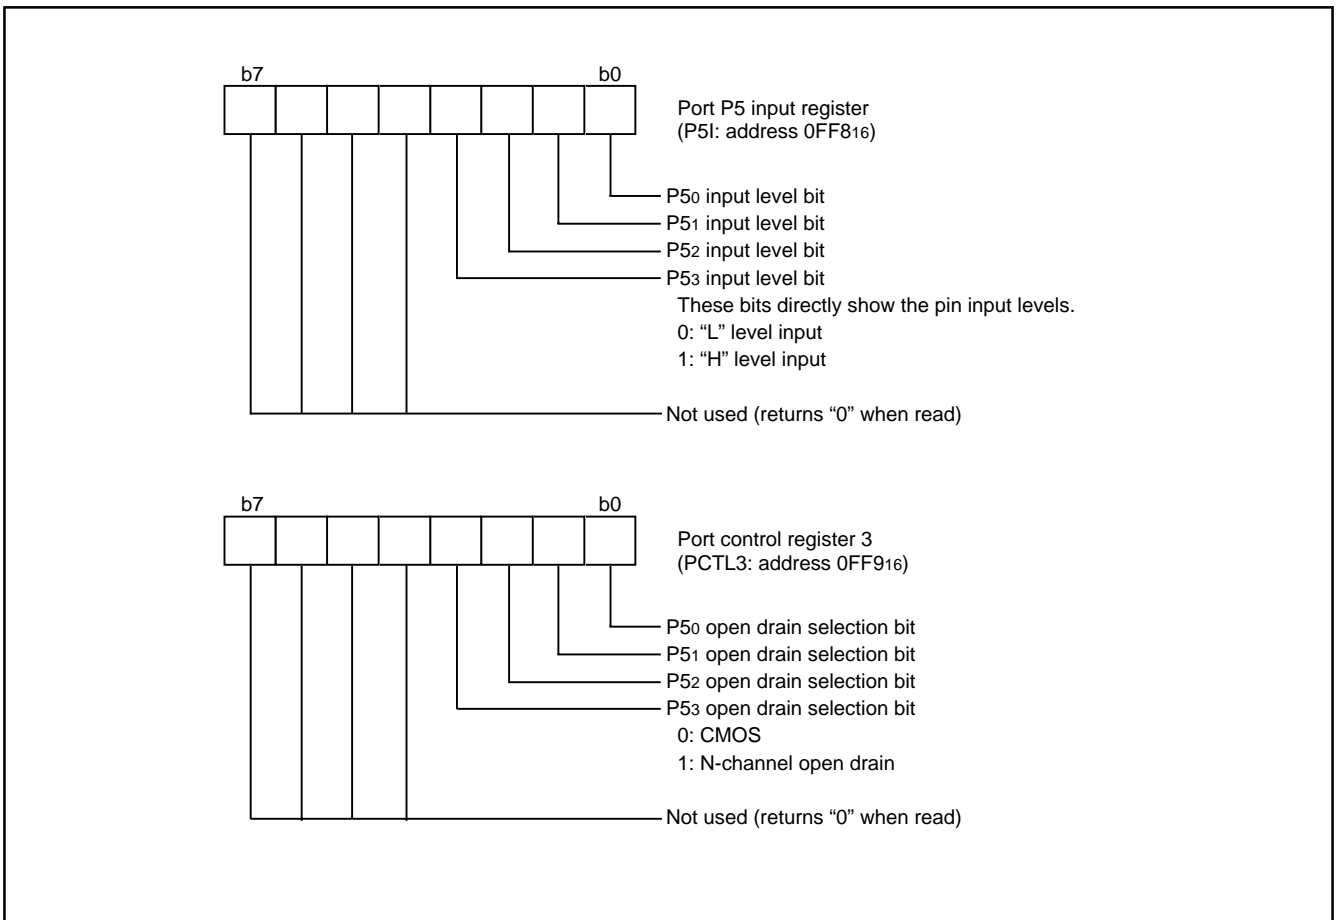 b7 b0
Port P5 input register
(P5I: address 0FF816)
P50 input level bit
P51 input level bit
P52 input level bit
P53 input level bit
These bits directly show the pin input levels.
0: “L” level input
1: “H” level input
Not used (returns “0” when read)
b7 b0
Port control register 3
(PCTL3: address 0FF916)
P50 open drain selection bit
P51 open drain selection bit
P52 open drain selection bit
P53 open drain selection bit
0: CMOS
1: N-channel open drain
Not used (returns “0” when read)